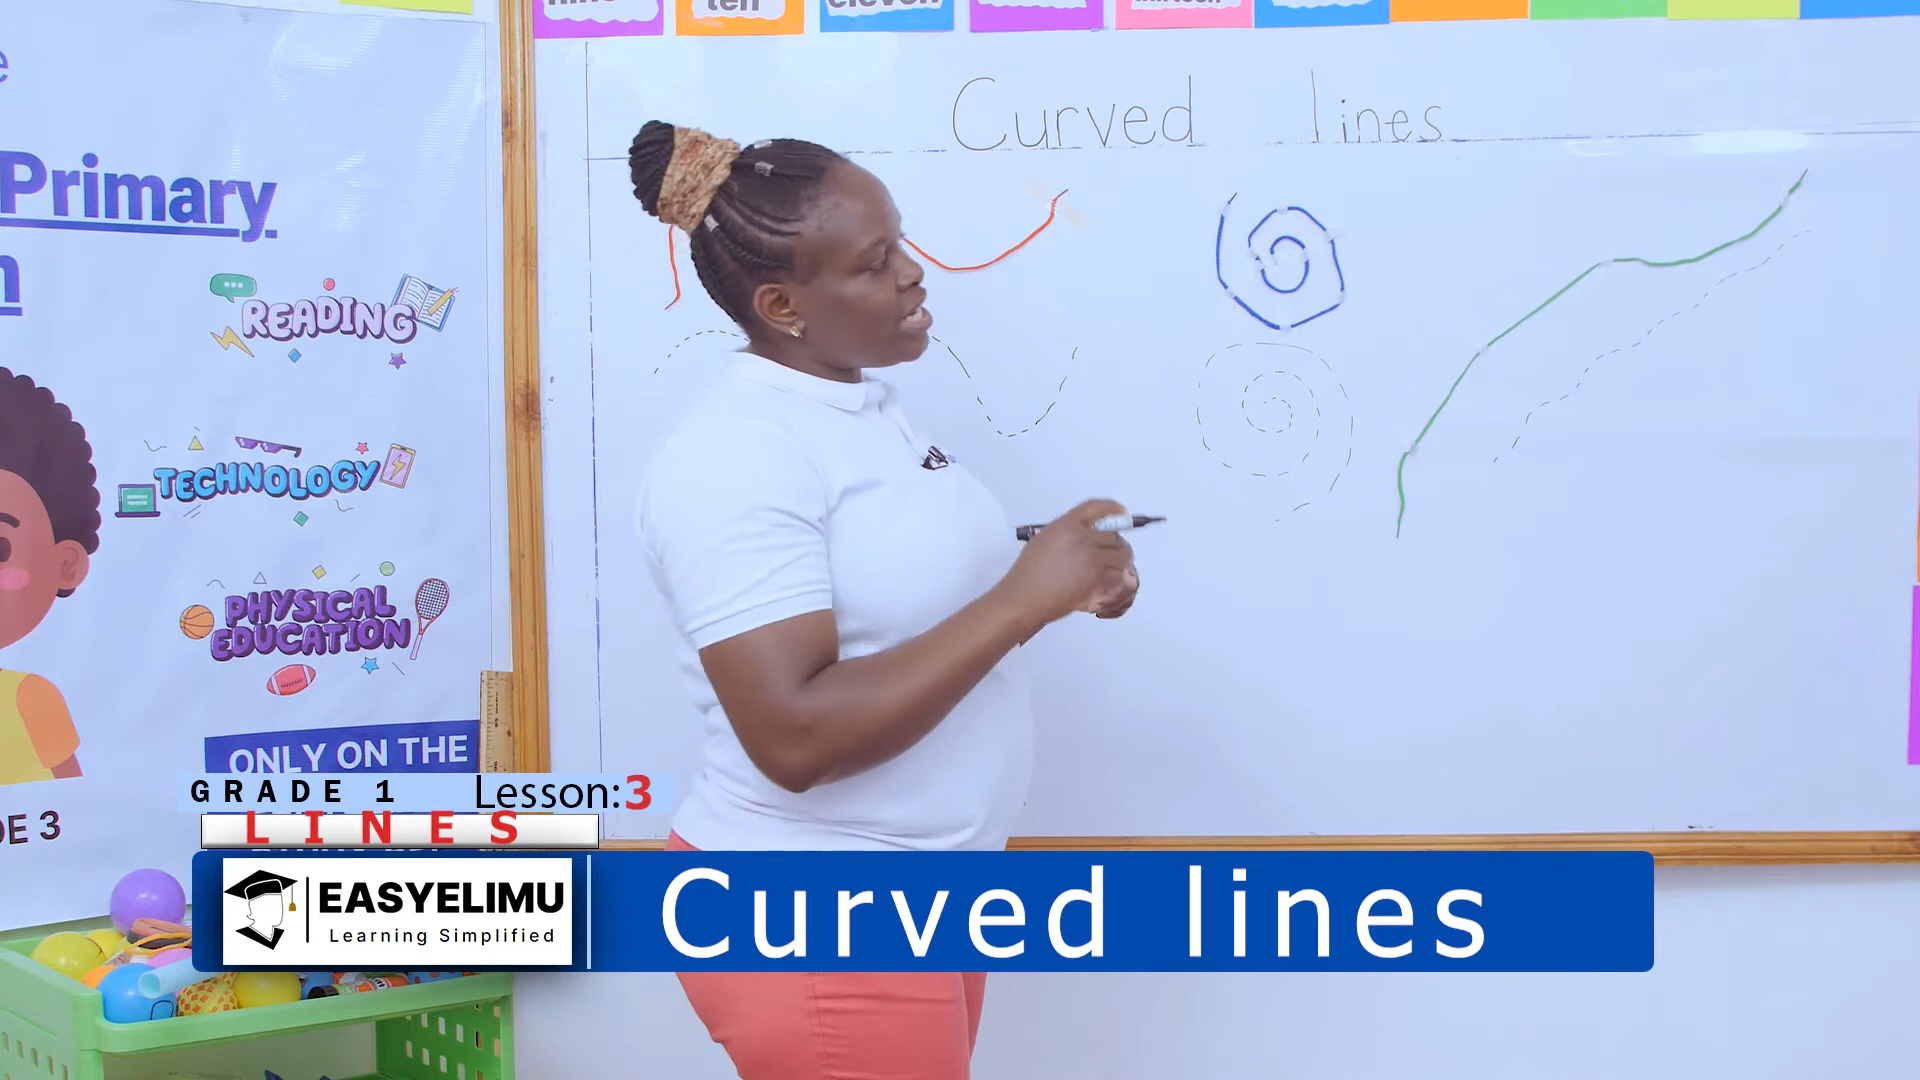 ten
eleven
Curved lines
Primary
READING
TECHNOLOGY
PHYSICAL
EDUCATION
ONLY ON THE
GRADE 1 Lesson:3
LINES
DE 3
EASYELIMU
Learning Simplified
Curved lines